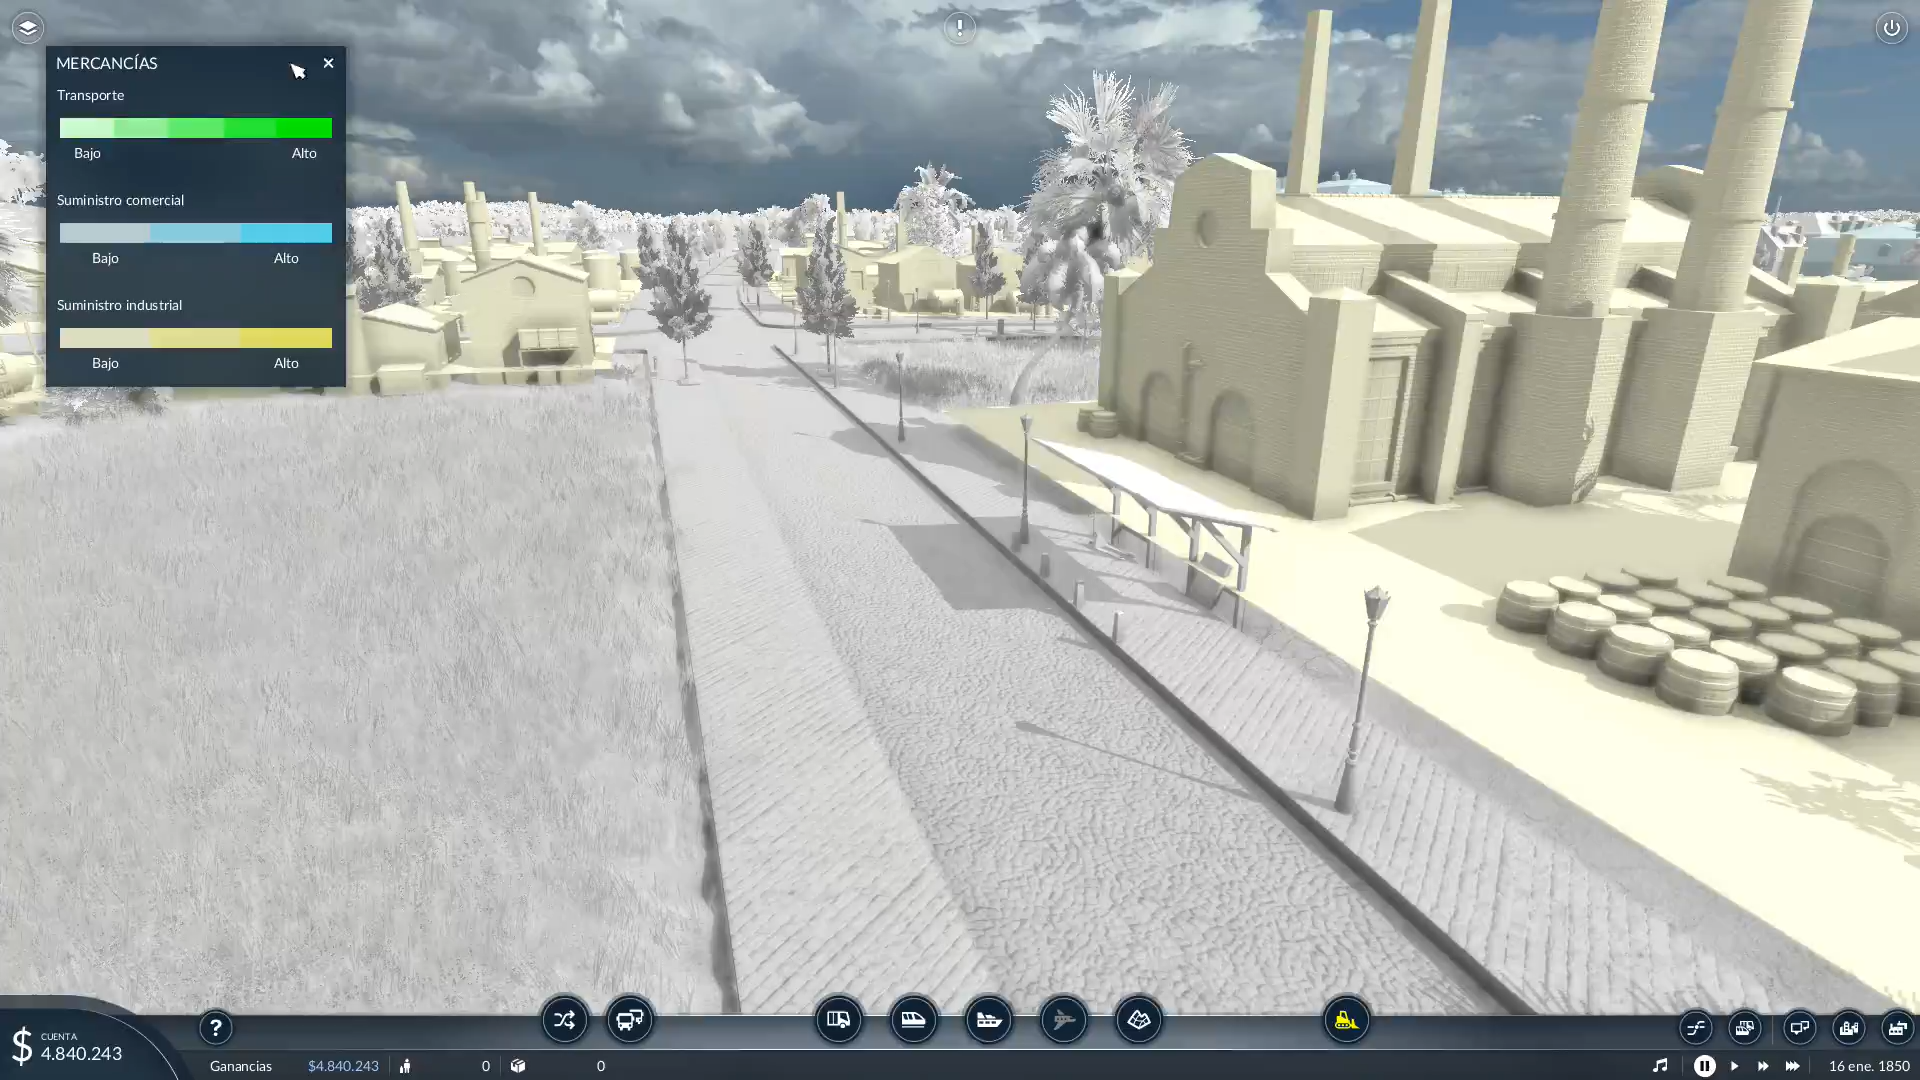 MERCANCÍAS
Transporte
Bajo Alto
Suministro comercial
Bajo Alto
Suministro industrial
Bajo Alto
CUENTA
$ 4.840.243
?
Ganancias $4.840.243 0 0
16 ene. 1850